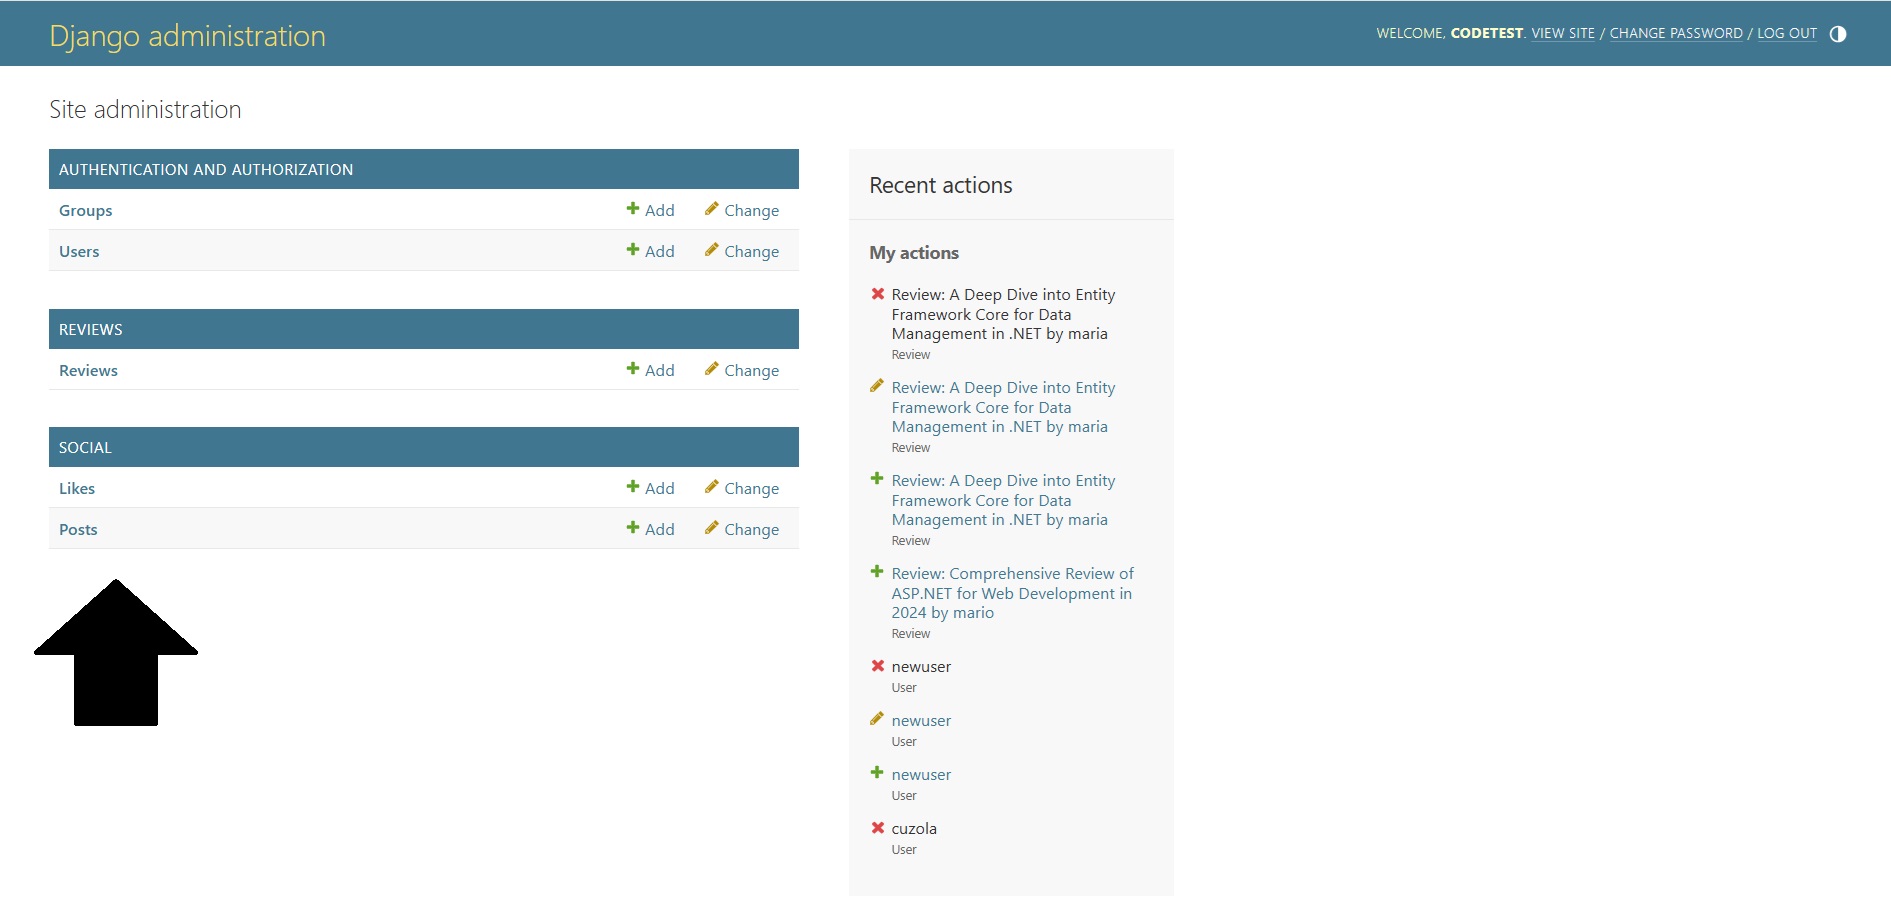 Django administration
WELCOME, CODETEST. VIEW SITE / CHANGE PASSWORD / LOG OUT
Site administration
AUTHENTICATION AND AUTHORIZATION
Groups Add Change
Users Add Change
REVIEWS
Reviews Add Change
SOCIAL
Likes Add Change
Posts Add Change
Recent actions
My actions
Review: A Deep Dive into Entity
Framework Core for Data
Management in .NET by maria
Review
Review: A Deep Dive into Entity
Framework Core for Data
Management in .NET by maria
Review
Review: A Deep Dive into Entity
Framework Core for Data
Management in .NET by maria
Review
Review: Comprehensive Review of
ASP.NET for Web Development in
2024 by mario
Review
newuser
User
newuser
User
newuser
User
cuzola
User